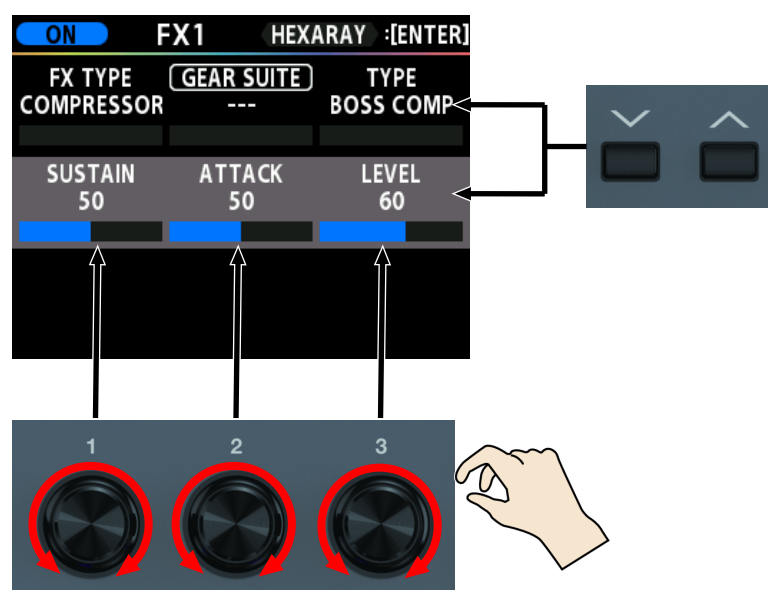 ON FX1 HEXARAY :[ENTER]
FX TYPE GEAR SUITE TYPE
COMPRESSOR --- BOSS COMP
SUSTAIN ATTACK LEVEL
50 50 60
1 2 3